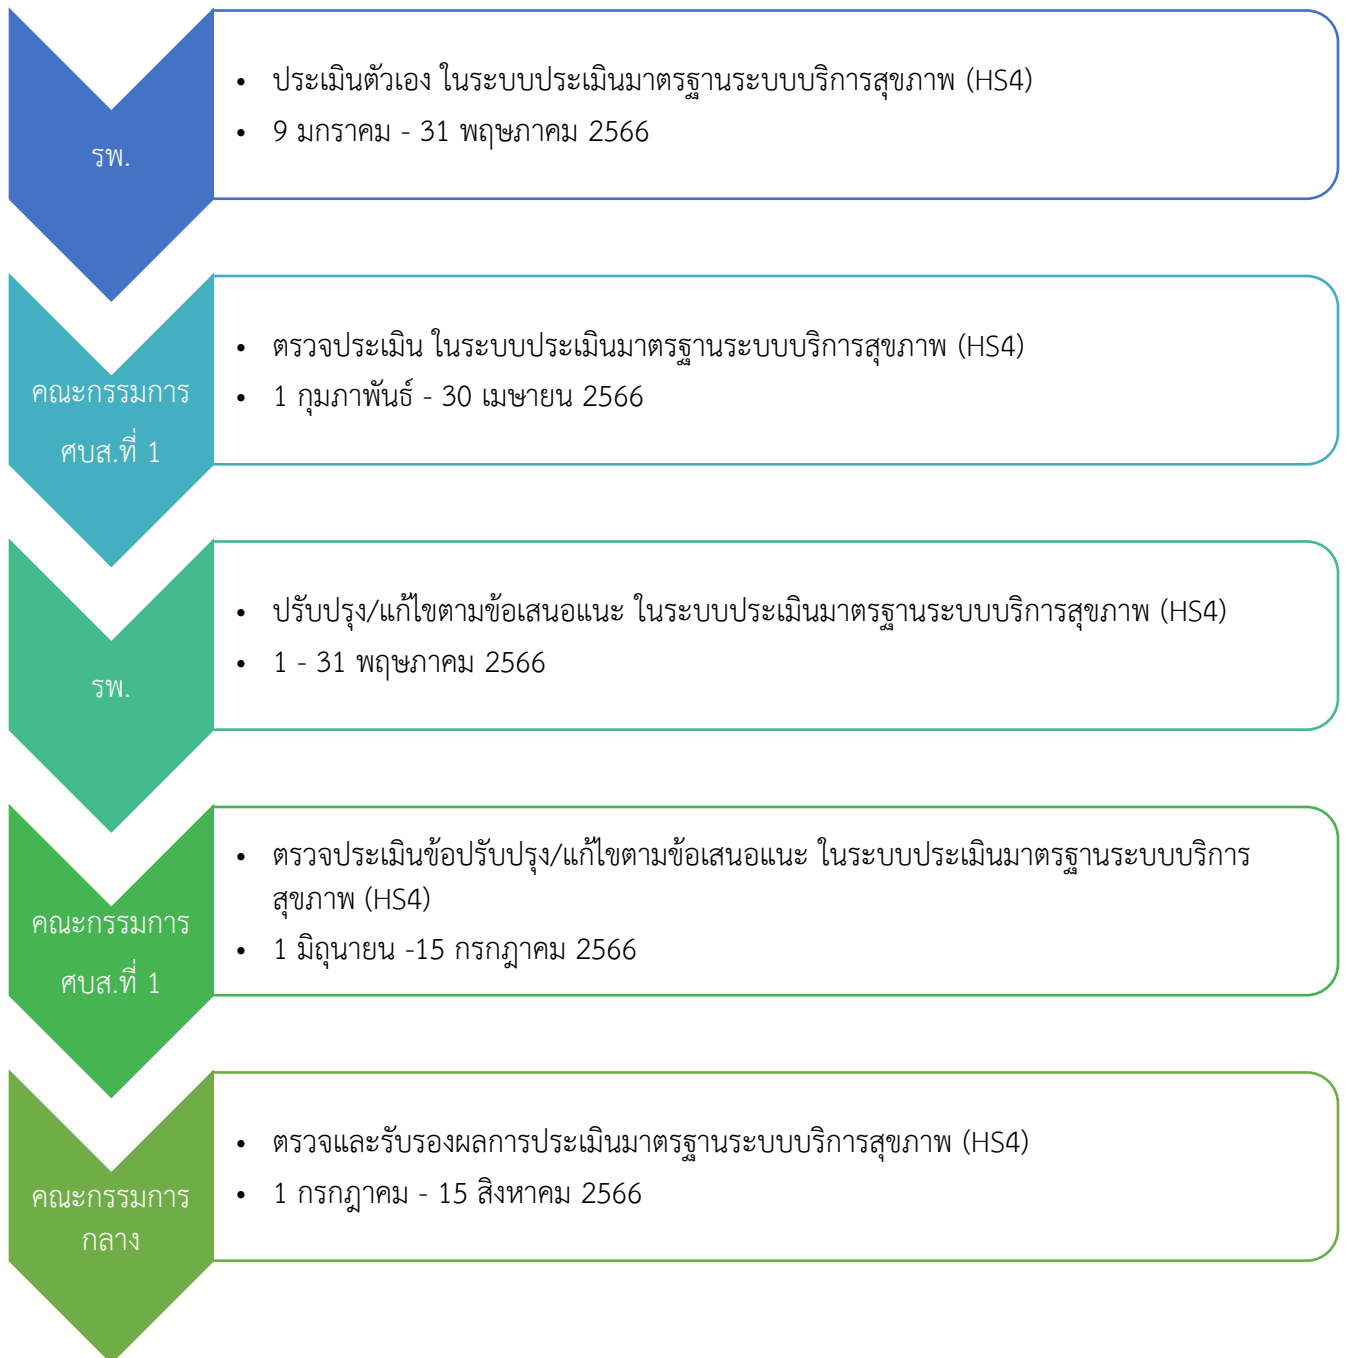 รพ.
• ประเมินตัวเอง ในระบบประเมินมาตรฐานระบบบริการสุขภาพ (HS4)
• 9 มกราคม - 31 พฤษภาคม 2566
คณะกรรมการ
ศบส.ที่ 1
• ตรวจประเมิน ในระบบประเมินมาตรฐานระบบบริการสุขภาพ (HS4)
• 1 กุมภาพันธ์ - 30 เมษายน 2566
รพ.
• ปรับปรุง/แก้ไขตามข้อเสนอแนะ ในระบบประเมินมาตรฐานระบบบริการสุขภาพ (HS4)
• 1 - 31 พฤษภาคม 2566
คณะกรรมการ
ศบส.ที่ 1
• ตรวจประเมินข้อปรับปรุง/แก้ไขตามข้อเสนอแนะ ในระบบประเมินมาตรฐานระบบบริการ
สุขภาพ (HS4)
• 1 มิถุนายน -15 กรกฎาคม 2566
คณะกรรมการ
กลาง
• ตรวจและรับรองผลการประเมินมาตรฐานระบบบริการสุขภาพ (HS4)
• 1 กรกฎาคม - 15 สิงหาคม 2566